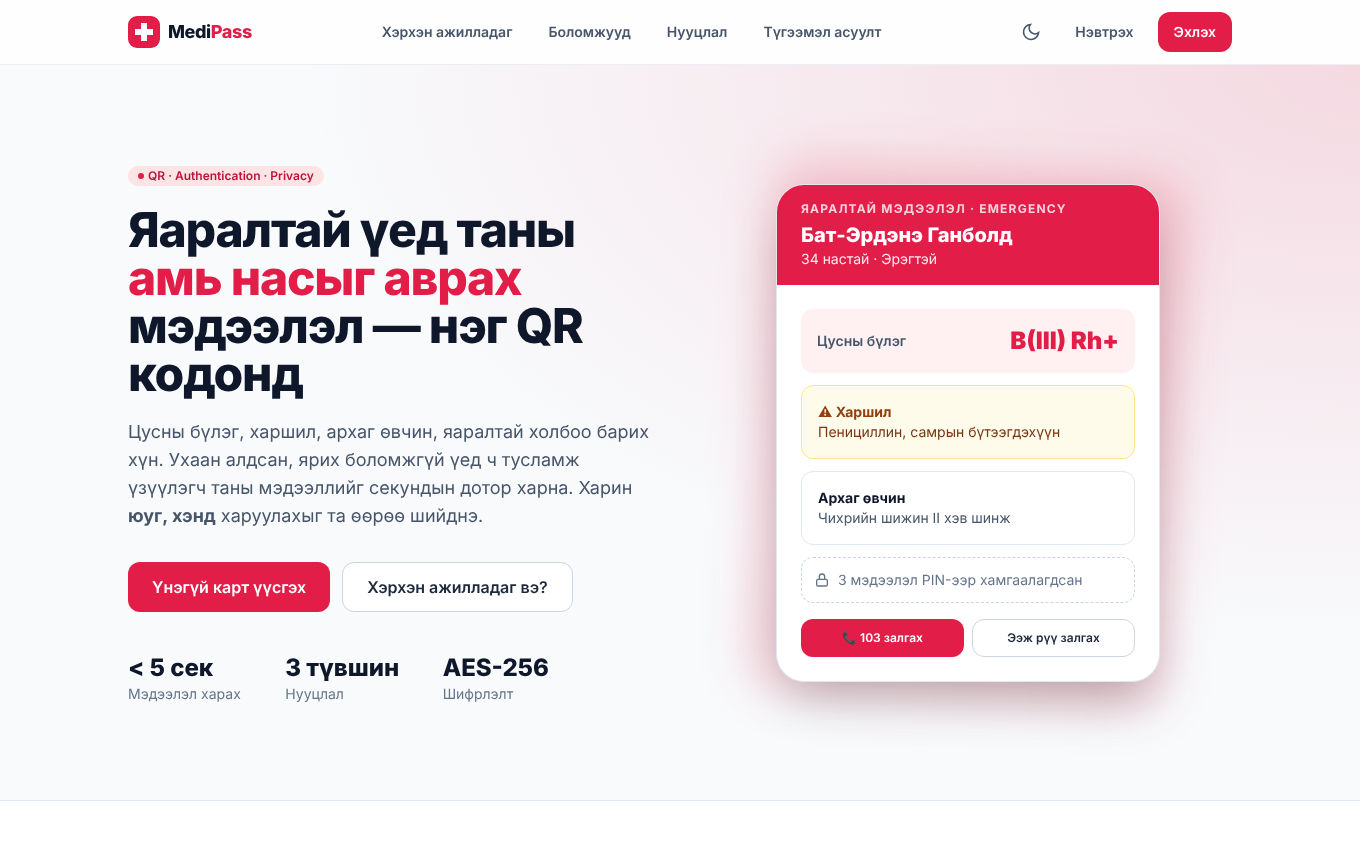 MediPass
Хэрхэн ажилладаг
Боломжууд
Нууцлал
Түгээмэл асуулт
Нэвтрэх
Эхлэх
QR · Authentication · Privacy
Яаралтай үед таны
амь насыг аврах
мэдээлэл — нэг QR
кодонд
Цусны бүлэг, харшил, архаг өвчин, яаралтай холбоо барих
хүн. Ухаан алдсан, ярих боломжгүй үед ч тусламж
үзүүлэгч таны мэдээллийг секундын дотор харна. Харин
юуг, хэнд харуулахыг та өөрөө шийднэ.
Үнэгүй карт үүсгэх
Хэрхэн ажилладаг вэ?
< 5 сек
Мэдээлэл харах
3 түвшин
Нууцлал
AES-256
Шифрлэлт
ЯАРАЛТАЙ МЭДЭЭЛЭЛ · EMERGENCY
Бат-Эрдэнэ Ганболд
34 настай · Эрэгтэй
Цусны бүлэг
B(III) Rh+
⚠ Харшил
Пенициллин, самрын бүтээгдэхүүн
Архаг өвчин
Чихрийн шижин II хэв шинж
3 мэдээлэл PIN-ээр хамгаалагдсан
📞 103 залгах
Ээж рүү залгах